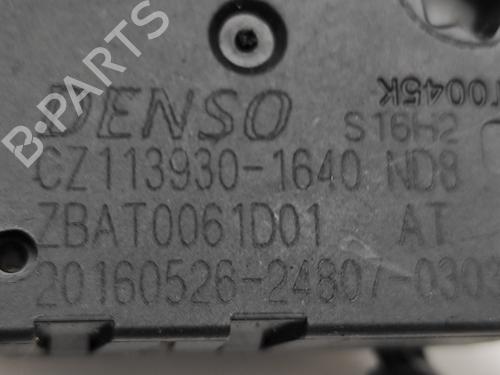 B-PARTS
DENSO
T0045K
S16H2
CZ113930-1640 ND8
ZBAT0061D01 AT
20160526-24807-0303